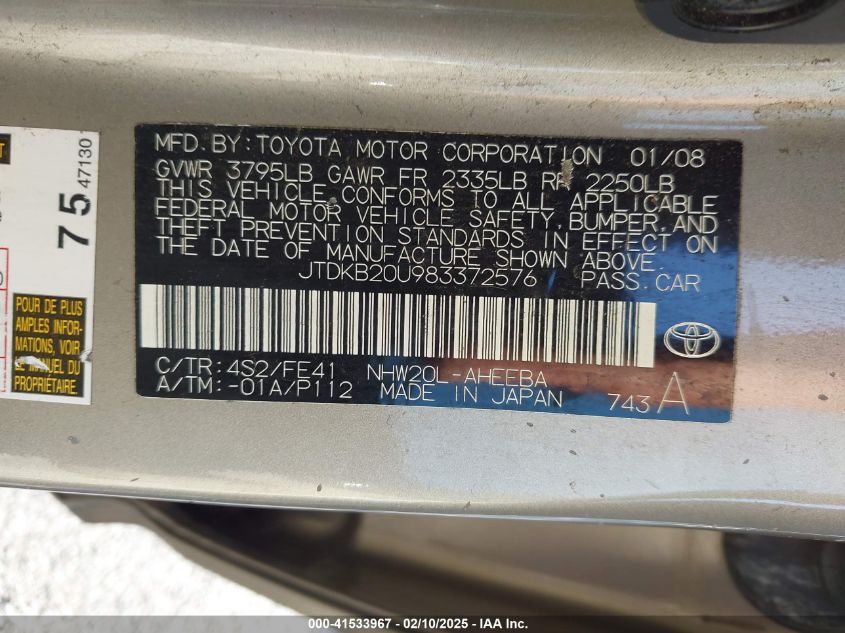 MFD. BY: TOYOTA MOTOR CORPORATION 01/08
GVWR 3795LB GAWR FR 2335LB RR 2250LB
THIS VEHICLE CONFORMS TO ALL APPLICABLE
FEDERAL MOTOR VEHICLE SAFETY, BUMPER, AND
THEFT PREVENTION STANDARDS IN EFFECT ON
THE DATE OF MANUFACTURE SHOWN ABOVE.
JTDKB20U983372576 PASS. CAR
C/TR: 4S2/FE41 NHW20L-AHEEBA
A/TM: -01A/P112 MADE IN JAPAN 743 A
75
47130
POUR DE PLUS
AMPLES INFOR-
MATIONS, VOIR
LE MANUEL DU
PROPRIÉTAIRE.
000-41533967 — 02/10/2025 — IAA Inc.